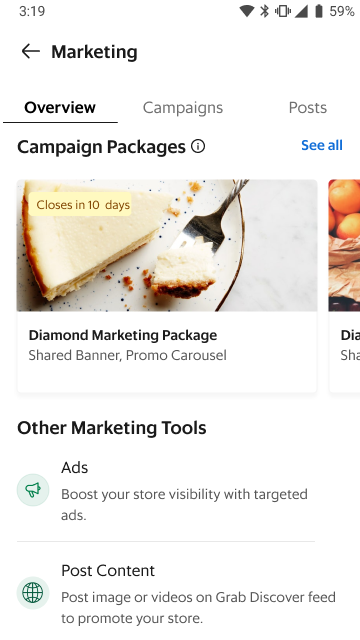 3:19 59%
Marketing
Overview Campaigns Posts
Campaign Packages See all
Closes in 10 days
Diamond Marketing Package
Shared Banner, Promo Carousel
Dia
Sha
Other Marketing Tools
Ads
Boost your store visibility with targeted
ads.
Post Content
Post image or videos on Grab Discover feed
to promote your store.